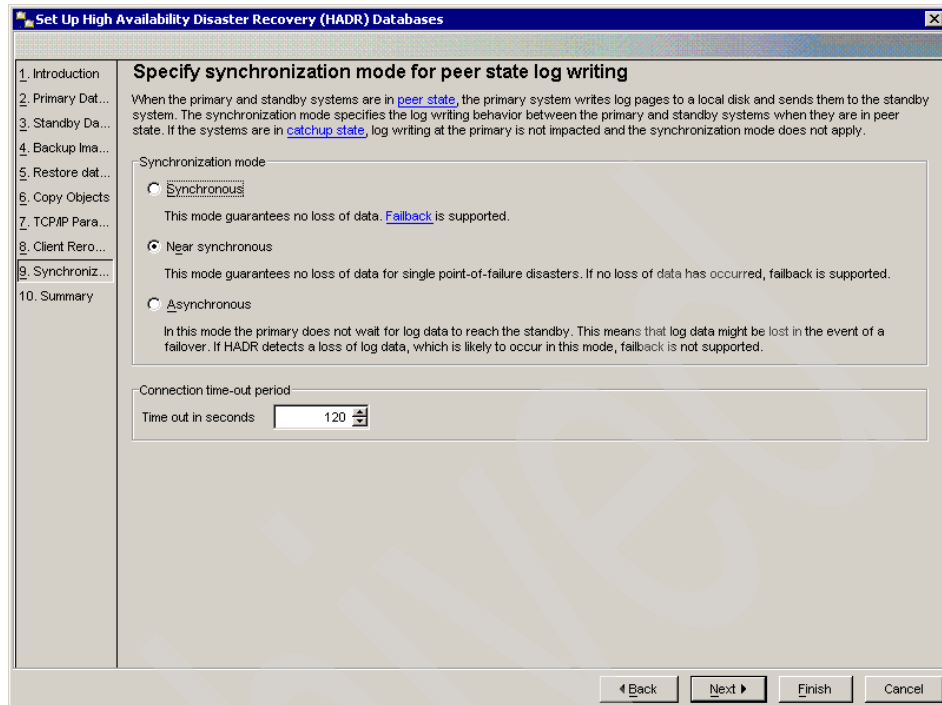 Set Up High Availability Disaster Recovery (HADR) Databases
1. Introduction
2. Primary Dat...
3. Standby Da...
4. Backup Ima...
5. Restore dat...
6. Copy Objects
7. TCP/IP Para...
8. Client Rero...
9. Synchroniz...
10. Summary
Specify synchronization mode for peer state log writing
When the primary and standby systems are in peer state, the primary system writes log pages to a local disk and sends them to the standby
system. The synchronization mode specifies the log writing behavior between the primary and standby systems when they are in peer
state. If the systems are in catchup state, log writing at the primary is not impacted and the synchronization mode does not apply.
Synchronization mode
Synchronous
This mode guarantees no loss of data. Failback is supported.
Near synchronous
This mode guarantees no loss of data for single point-of-failure disasters. If no loss of data has occurred, failback is supported.
Asynchronous
In this mode the primary does not wait for log data to reach the standby. This means that log data might be lost in the event of a
failover. If HADR detects a loss of log data, which is likely to occur in this mode, failback is not supported.
Connection time-out period
Time out in seconds 120
Back Next Finish Cancel